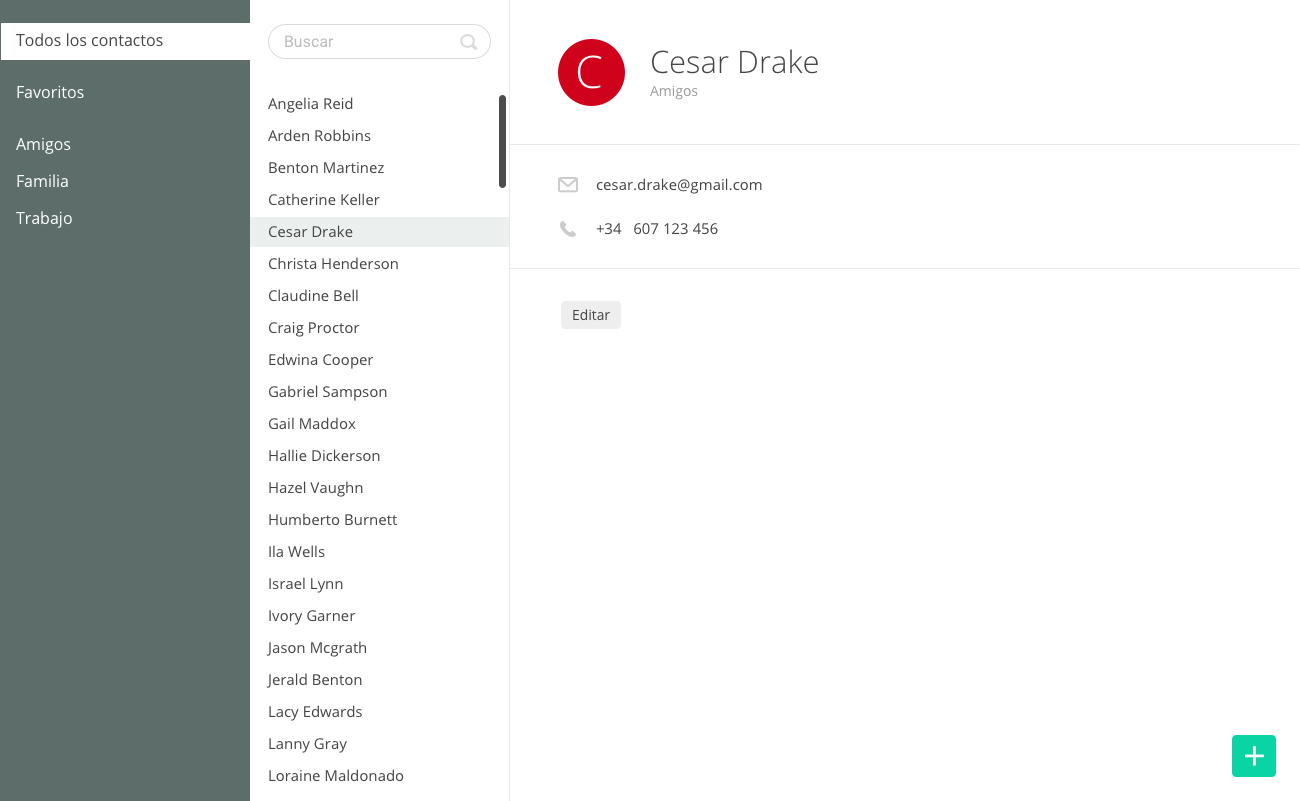 Todos los contactos
Favoritos
Amigos
Familia
Trabajo
Buscar
Angelia Reid
Arden Robbins
Benton Martinez
Catherine Keller
Cesar Drake
Christa Henderson
Claudine Bell
Craig Proctor
Edwina Cooper
Gabriel Sampson
Gail Maddox
Hallie Dickerson
Hazel Vaughn
Humberto Burnett
Ila Wells
Israel Lynn
Ivory Garner
Jason Mcgrath
Jerald Benton
Lacy Edwards
Lanny Gray
Loraine Maldonado
C
Cesar Drake
Amigos
cesar.drake@gmail.com
+34 607 123 456
Editar